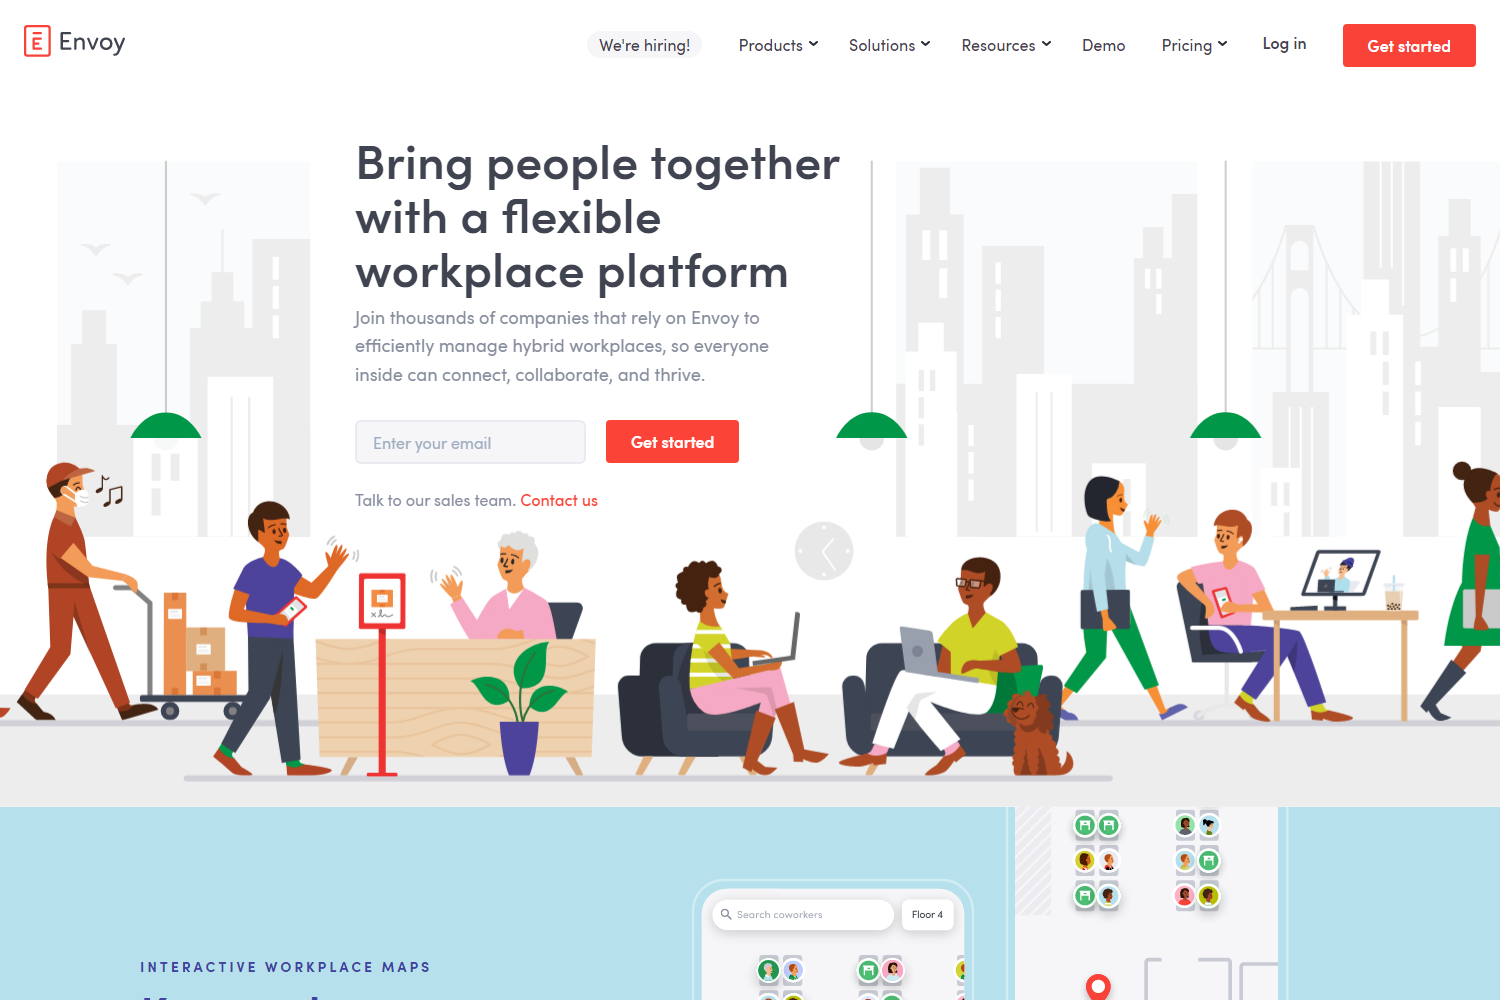 Envoy
We're hiring!
Products
Solutions
Resources
Demo
Pricing
Log in
Get started
Bring people together
with a flexible
workplace platform
Join thousands of companies that rely on Envoy to
efficiently manage hybrid workplaces, so everyone
inside can connect, collaborate, and thrive.
Enter your email
Get started
Talk to our sales team. Contact us
Search coworkers
Floor 4
INTERACTIVE WORKPLACE MAPS